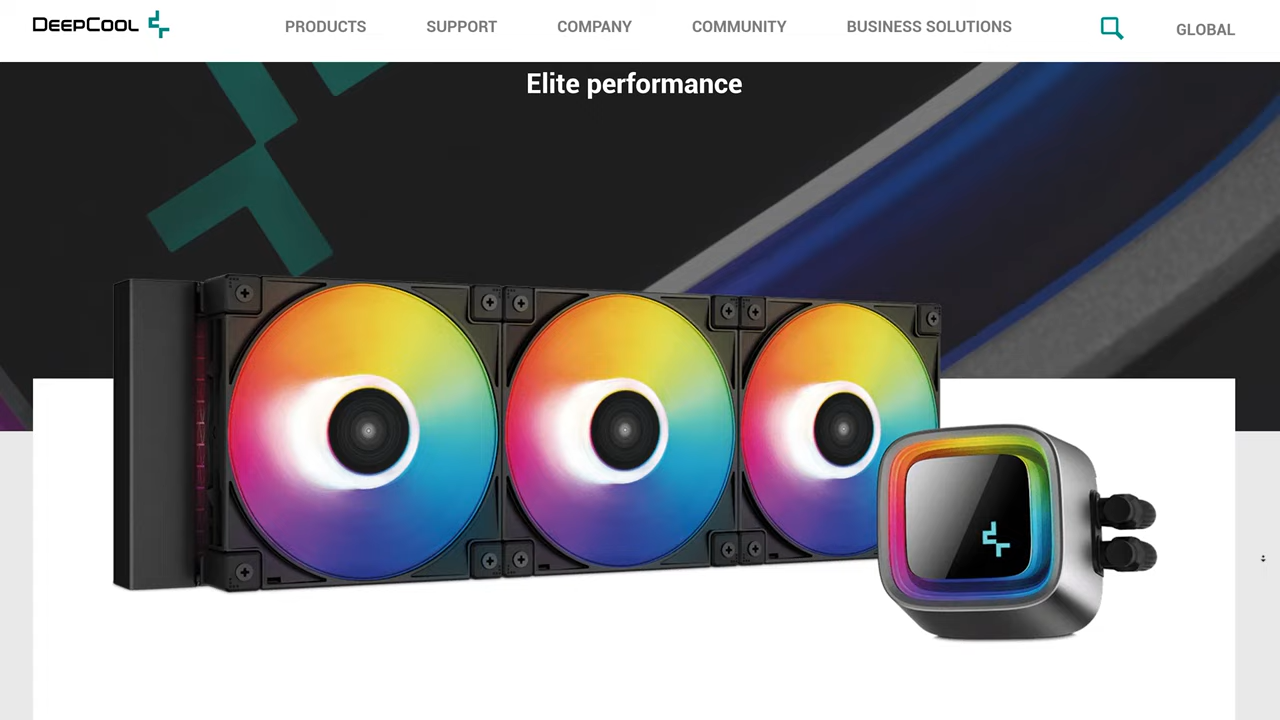 DEEPCOOL
PRODUCTS
SUPPORT
COMPANY
COMMUNITY
BUSINESS SOLUTIONS
GLOBAL
Elite performance